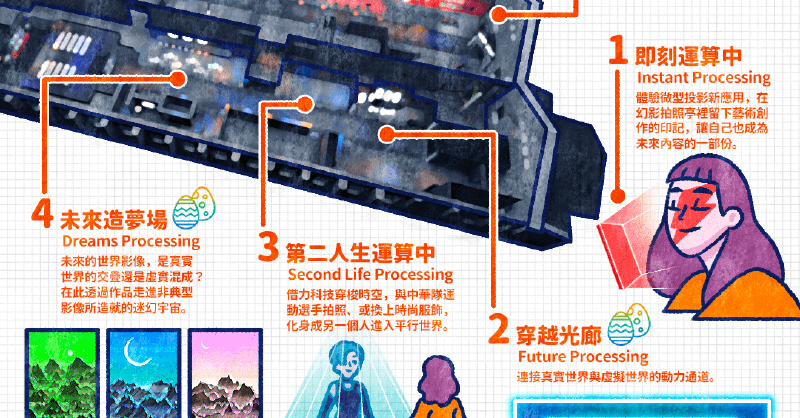 1 即刻運算中
Instant Processing
體驗微型投影新應用，在
幻影拍照亭裡留下藝術創
作的印記，讓自己也成為
未來內容的一部份。
4 未來造夢場
Dreams Processing
未來的世界影像，是真實
世界的交疊還是虛實混成？
在此透過作品走進非典型
影像所造就的迷幻宇宙。
3 第二人生運算中
Second Life Processing
借力科技穿梭時空，與中華隊運
動選手拍照、或換上時尚服飾，
化身成另一個人進入平行世界。
2 穿越光廊
Future Processing
連接真實世界與虛擬世界的動力通道。